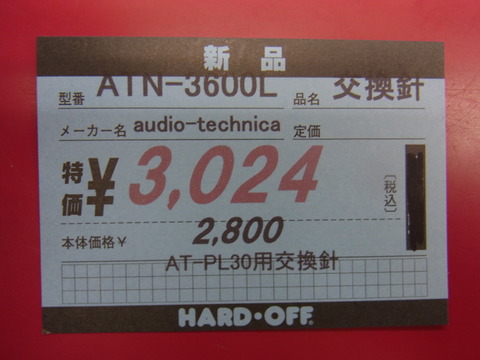 新品
型番 ATN-3600L 品名 交換針
メーカー名 audio-technica 定価
特価 ¥3,024 〔税込〕
本体価格¥ 2,800
AT-PL30用交換針
HARD・OFF®